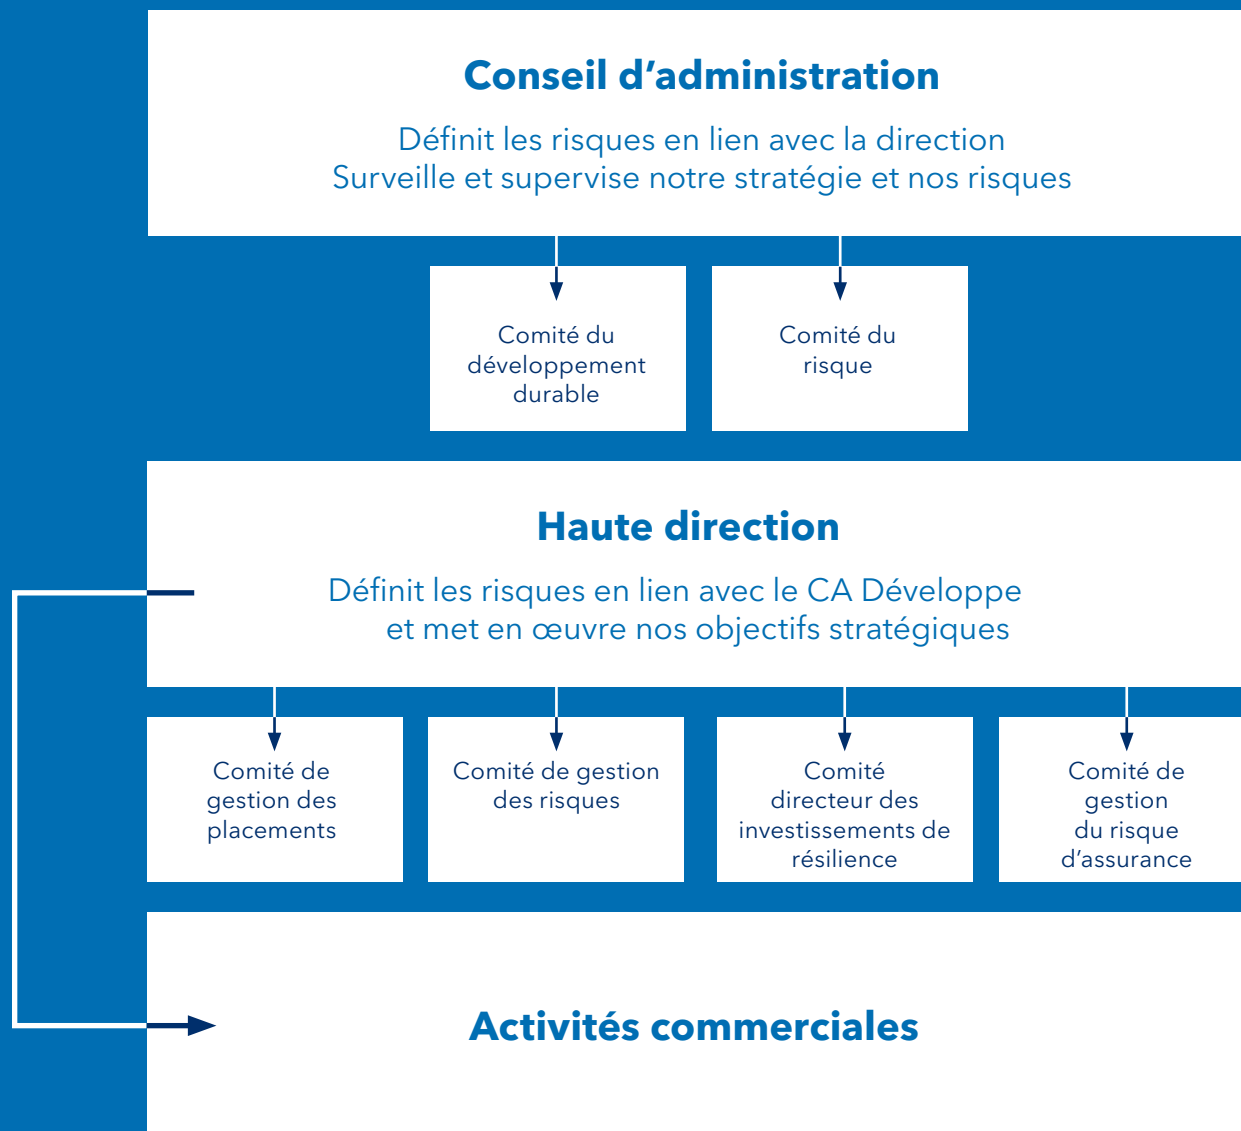 Conseil d’administration
Définit les risques en lien avec la direction
Surveille et supervise notre stratégie et nos risques
Comité du
développement
durable
Comité du
risque
Haute direction
Définit les risques en lien avec le CA Développe
et met en œuvre nos objectifs stratégiques
Comité de
gestion des
placements
Comité de gestion
des risques
Comité
directeur des
investissements de
résilience
Comité de
gestion
du risque
d’assurance
Activités commerciales